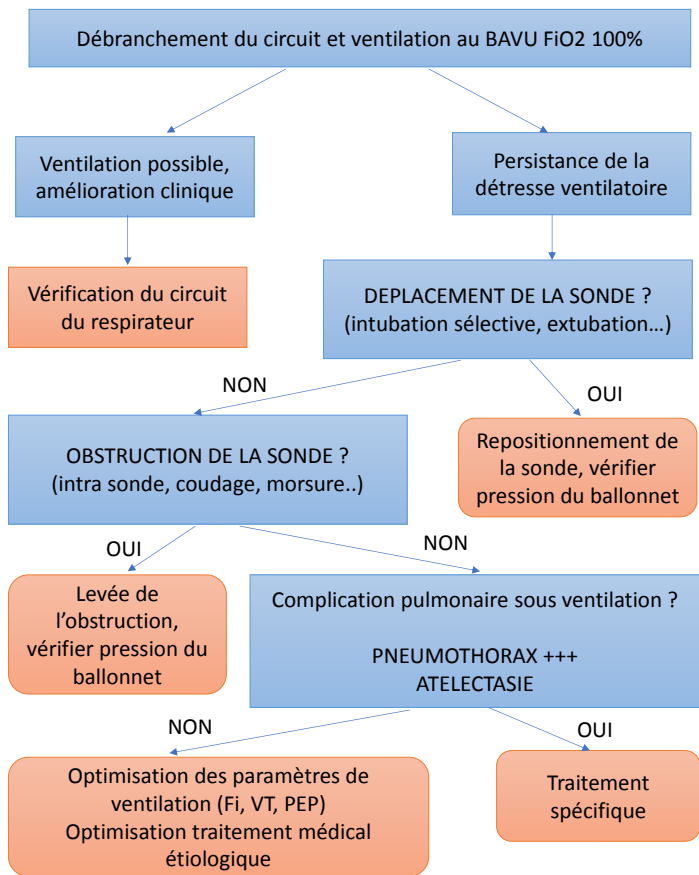 Débranchement du circuit et ventilation au BAVU FiO2 100%
Ventilation possible,
amélioration clinique
Persistance de la
détresse ventilatoire
Vérification du circuit
du respirateur
DEPLACEMENT DE LA SONDE ?
(intubation sélective, extubation…)
NON
OUI
OBSTRUCTION DE LA SONDE ?
(intra sonde, coudage, morsure..)
Repositionnement de
la sonde, vérifier
pression du ballonnet
OUI
NON
Levée de
l’obstruction,
vérifier pression du
ballonnet
Complication pulmonaire sous ventilation ?
PNEUMOTHORAX +++
ATELECTASIE
NON
OUI
Optimisation des paramètres de
ventilation (Fi, VT, PEP)
Optimisation traitement médical
étiologique
Traitement
spécifique